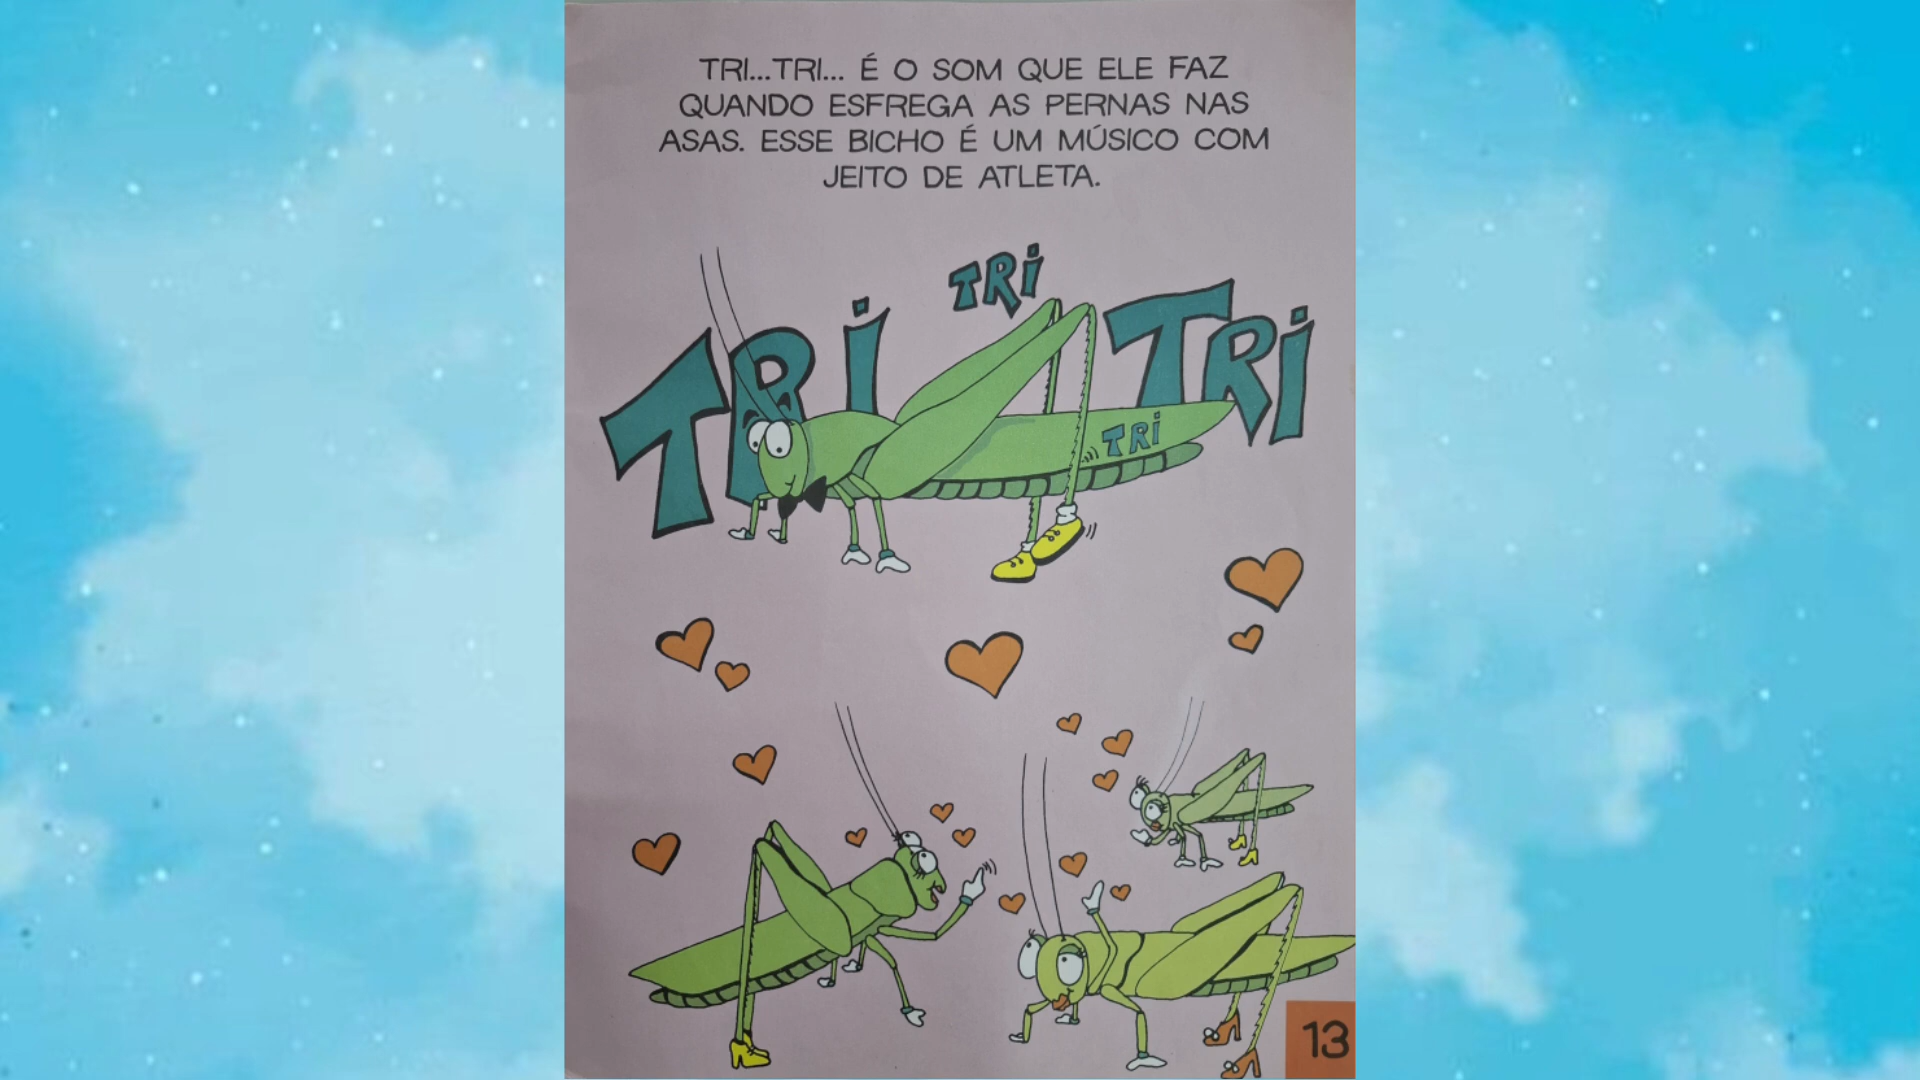 TRI...TRI... É O SOM QUE ELE FAZ
QUANDO ESFREGA AS PERNAS NAS
ASAS. ESSE BICHO É UM MÚSICO COM
JEITO DE ATLETA.
TRI
TRI
TRI
TRI
13